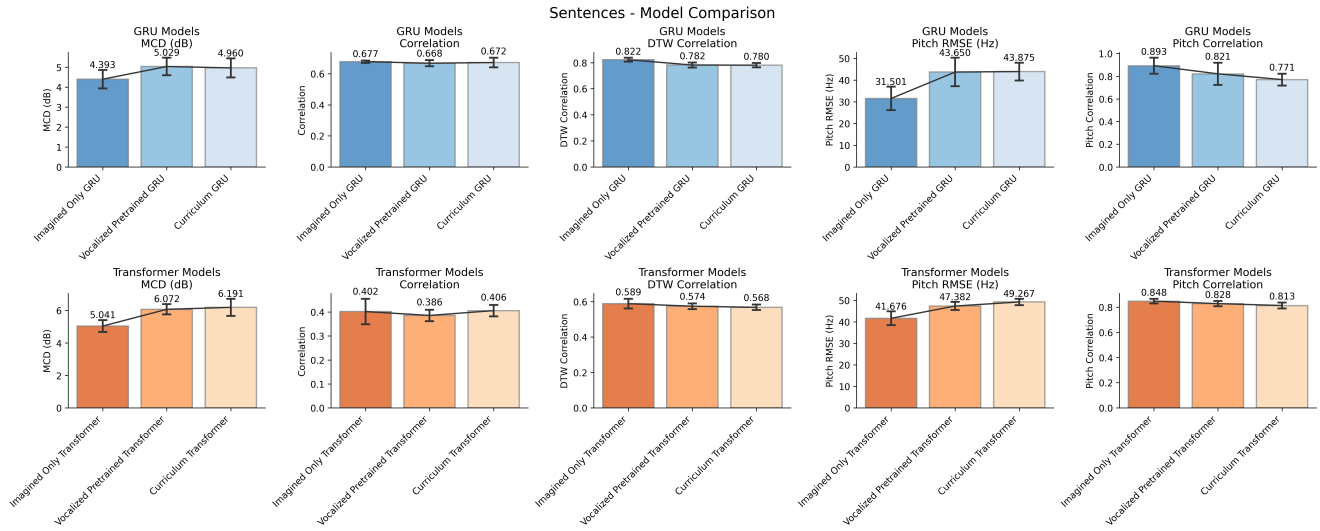 Sentences - Model Comparison
GRU Models
MCD (dB)
MCD (dB)
0
1
2
3
4
5
4.393
5.029
4.960
Imagined Only GRU
Vocalized Pretrained GRU
Curriculum GRU
GRU Models
Correlation
Correlation
0.0
0.2
0.4
0.6
0.677
0.668
0.672
Imagined Only GRU
Vocalized Pretrained GRU
Curriculum GRU
GRU Models
DTW Correlation
DTW Correlation
0.0
0.2
0.4
0.6
0.8
0.822
0.782
0.780
Imagined Only GRU
Vocalized Pretrained GRU
Curriculum GRU
GRU Models
Pitch RMSE (Hz)
Pitch RMSE (Hz)
0
10
20
30
40
50
31.501
43.650
43.875
Imagined Only GRU
Vocalized Pretrained GRU
Curriculum GRU
GRU Models
Pitch Correlation
Pitch Correlation
0.0
0.2
0.4
0.6
0.8
1.0
0.893
0.821
0.771
Imagined Only GRU
Vocalized Pretrained GRU
Curriculum GRU
Transformer Models
MCD (dB)
MCD (dB)
0
2
4
6
5.041
6.072
6.191
Imagined Only Transformer
Vocalized Pretrained Transformer
Curriculum Transformer
Transformer Models
Correlation
Correlation
0.0
0.1
0.2
0.3
0.4
0.402
0.386
0.406
Imagined Only Transformer
Vocalized Pretrained Transformer
Curriculum Transformer
Transformer Models
DTW Correlation
DTW Correlation
0.0
0.2
0.4
0.6
0.589
0.574
0.568
Imagined Only Transformer
Vocalized Pretrained Transformer
Curriculum Transformer
Transformer Models
Pitch RMSE (Hz)
Pitch RMSE (Hz)
0
10
20
30
40
50
41.676
47.382
49.267
Imagined Only Transformer
Vocalized Pretrained Transformer
Curriculum Transformer
Transformer Models
Pitch Correlation
Pitch Correlation
0.0
0.2
0.4
0.6
0.8
0.848
0.828
0.813
Imagined Only Transformer
Vocalized Pretrained Transformer
Curriculum Transformer